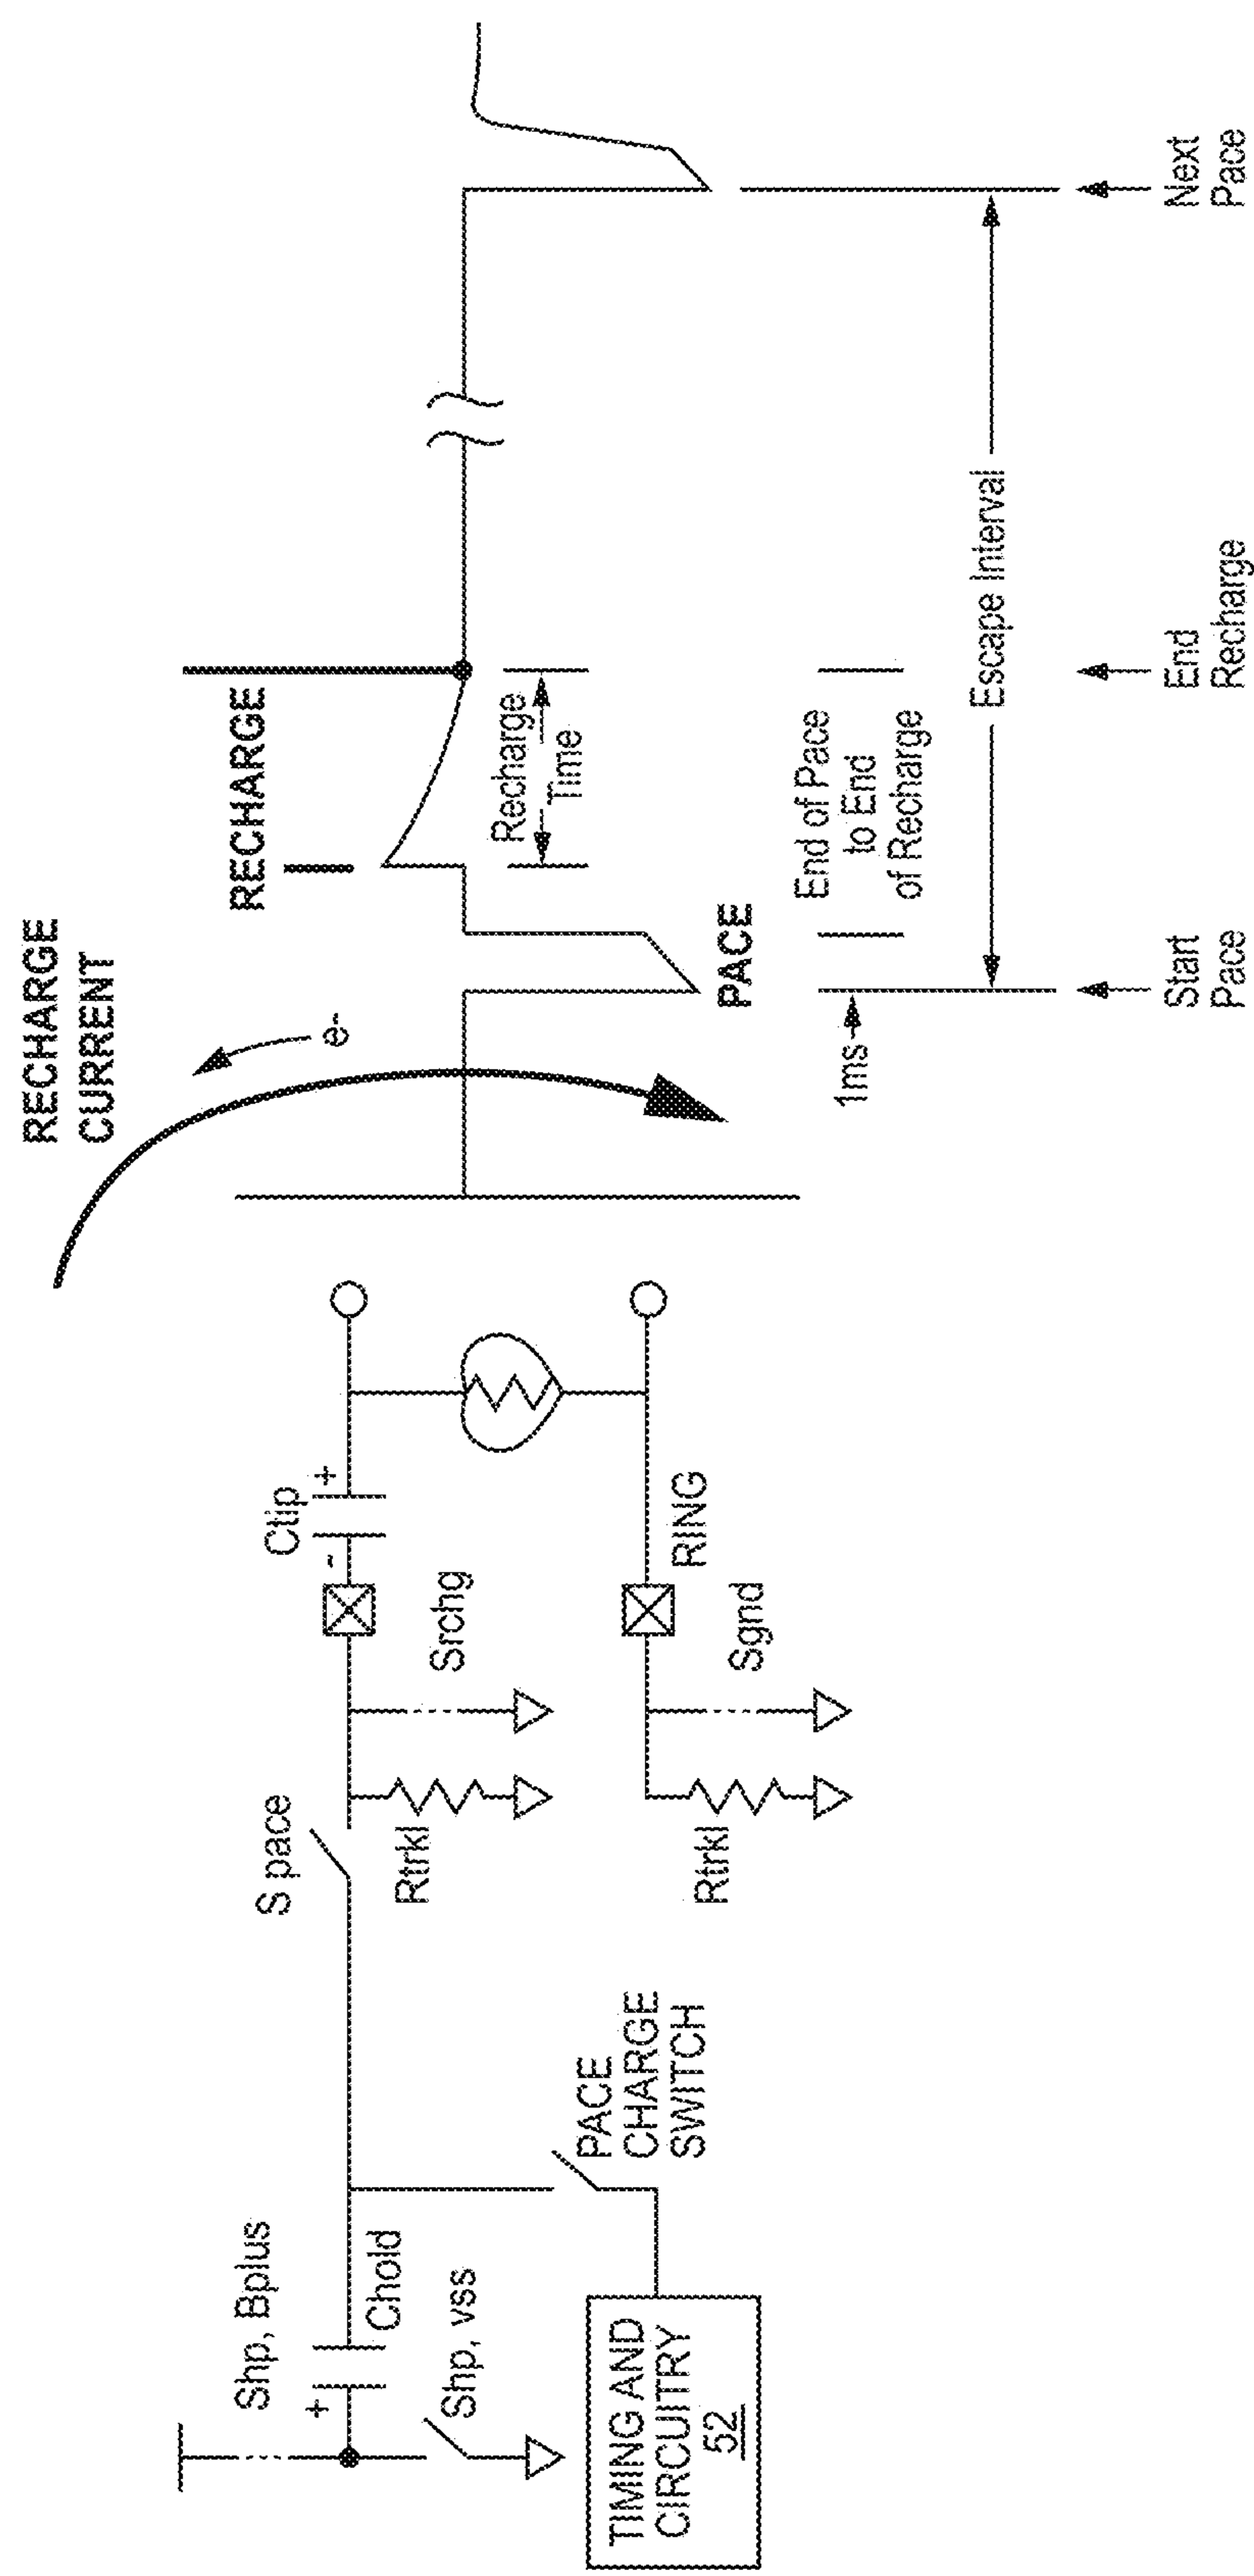 Shp, Bplus
+
Chold
Shp, vss
TIMING AND
CIRCUITRY
52
PACE
CHARGE
SWITCH
S pace
Rtrkl
Srchg
Ctip
- +
Rtrkl
Sgnd
RING
RECHARGE
CURRENT
e-
RECHARGE
PACE
Recharge
Time
1ms
End of Pace
to End
of Recharge
Escape Interval
Start
Pace
End
Recharge
Next
Pace